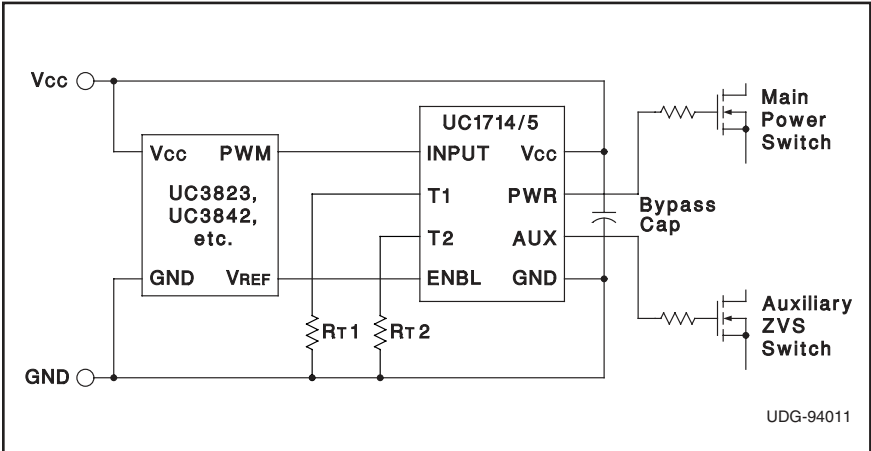 Vcc
UC1714/5
Main
Power
Switch
Vcc PWM
INPUT Vcc
UC3823,
UC3842,
etc.
T1 PWR
Bypass
Cap
T2 AUX
GND VREF
ENBL GND
RT1 RT2
Auxiliary
ZVS
Switch
GND
UDG-94011